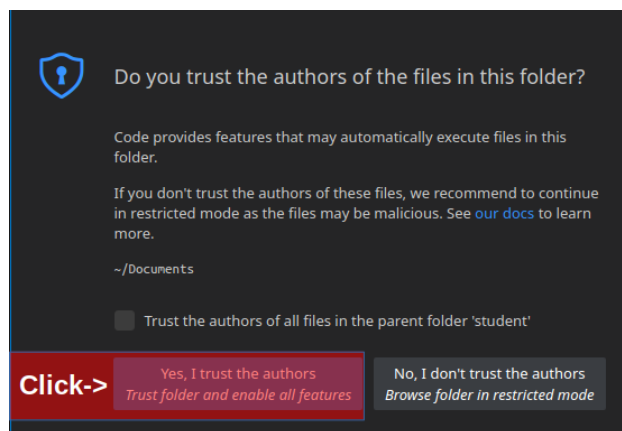 Do you trust the authors of the files in this folder?
Code provides features that may automatically execute files in this
folder.
If you don't trust the authors of these files, we recommend to continue
in restricted mode as the files may be malicious. See our docs to learn
more.
~/Documents
Trust the authors of all files in the parent folder 'student'
Click->
Yes, I trust the authors
Trust folder and enable all features
No, I don't trust the authors
Browse folder in restricted mode